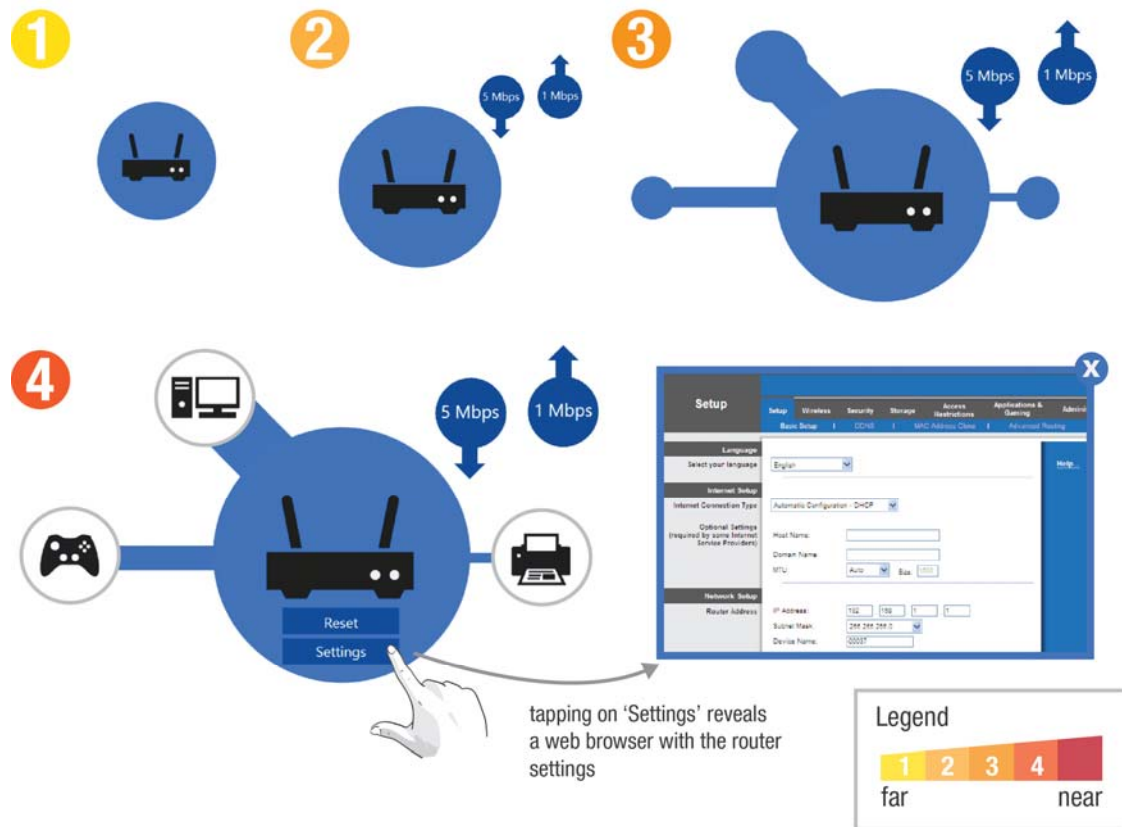 1
2
5 Mbps
1 Mbps
3
5 Mbps
1 Mbps
4
5 Mbps
1 Mbps
Reset
Settings
X
Setup
Setup Wireless Security Storage Access Restrictions Applications & Gaming Admini
Basic Setup | DDNS | MAC Address Clone | Advanced Routing
Language
Select your language
English
Help...
Internet Setup
Internet Connection Type
Automatic Configuration - DHCP
Optional Settings
(required by some Internet
Service Providers)
Host Name:
Domain Name:
MTU:
Auto
Size:
Network Setup
Router Address
IP Address:
1 1
Subnet Mask:
255.255.255.0
Device Name:
tapping on ‘Settings’ reveals
a web browser with the router
settings
Legend
1 2 3 4
far near